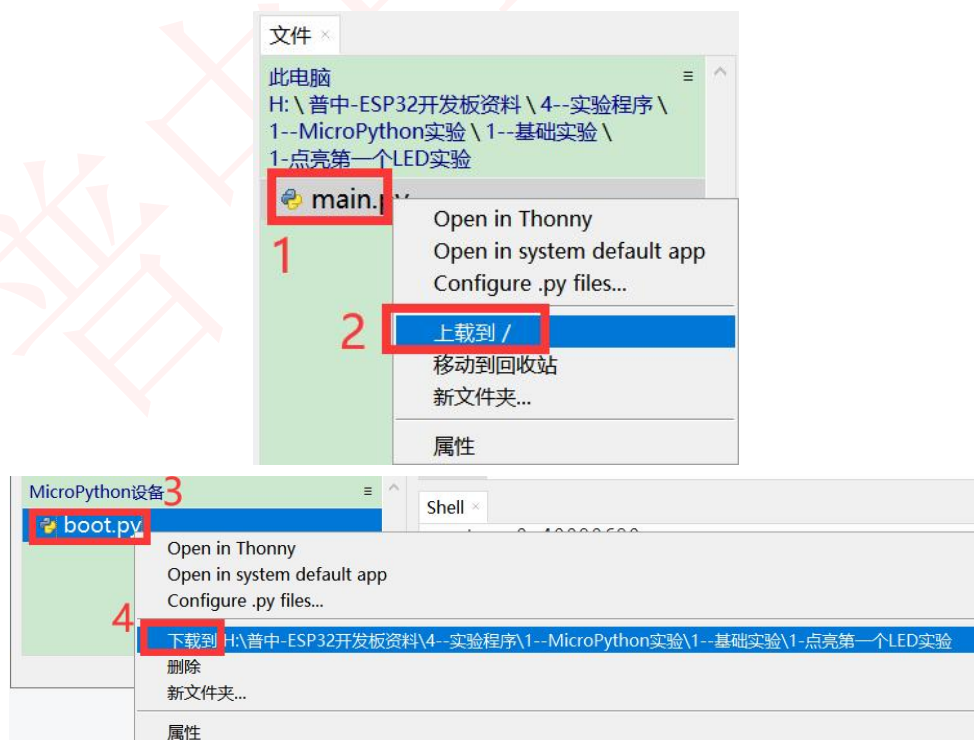 文件
此电脑
H: \ 普中-ESP32开发板资料 \ 4--实验程序 \
1--MicroPython实验 \ 1--基础实验 \
1-点亮第一个LED实验
main.py
1
Open in Thonny
Open in system default app
Configure .py files...
2
上载到 /
移动到回收站
新文件夹...
属性
MicroPython设备
3
boot.py
Shell
Open in Thonny
Open in system default app
Configure .py files...
4
下载到 H:\普中-ESP32开发板资料\4--实验程序\1--MicroPython实验\1--基础实验\1-点亮第一个LED实验
删除
新文件夹...
属性